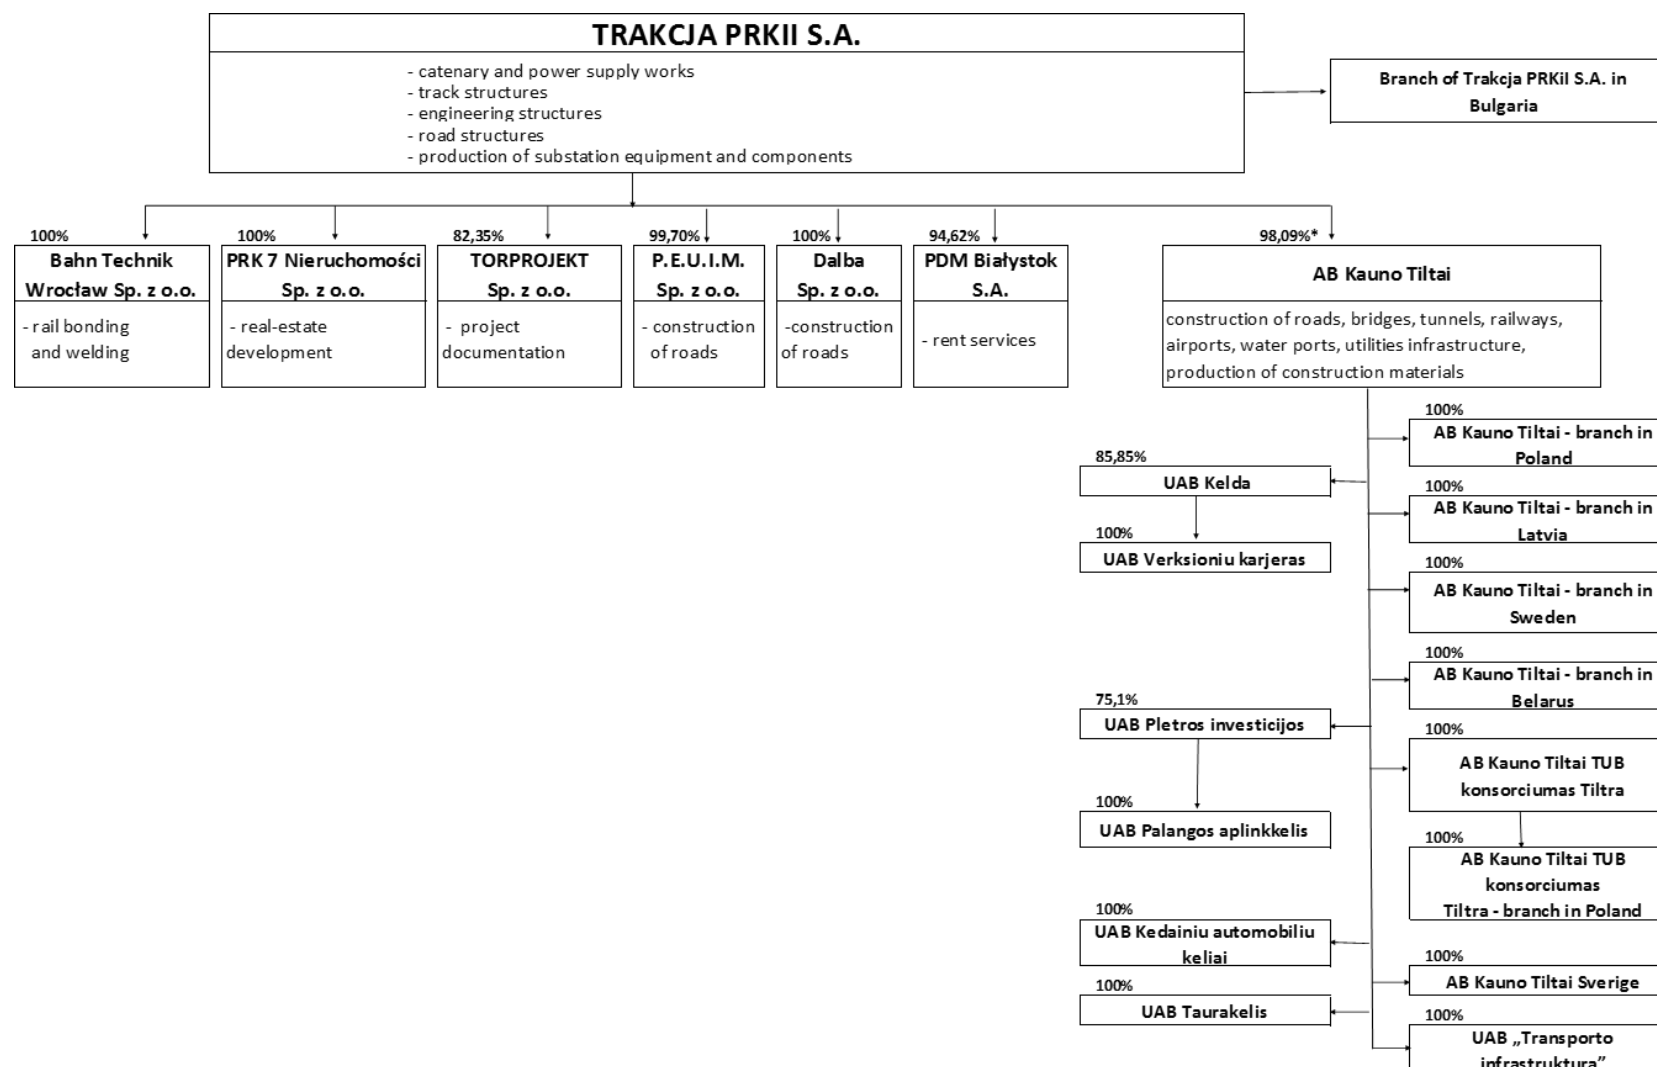 TRAKCJA PRKII S.A.
- catenary and power supply works
- track structures
- engineering structures
- road structures
- production of substation equipment and components
Branch of Trakcja PRKiI S.A. in
Bulgaria
100%
Bahn Technik
Wrocław Sp. z o.o.
- rail bonding
and welding
100%
PRK 7 Nieruchomości
Sp. z o.o.
- real-estate
development
82,35%
TORPROJEKT
Sp. z o.o.
- project
documentation
99,70%
P.E.U.I.M.
Sp. z o.o.
- construction
of roads
100%
Dalba
Sp. z o.o.
-construction
of roads
94,62%
PDM Białystok
S.A.
- rent services
98,09%*
AB Kauno Tiltai
construction of roads, bridges, tunnels, railways,
airports, water ports, utilities infrastructure,
production of construction materials
85,85%
UAB Kelda
100%
UAB Verksioniu karjeras
75,1%
UAB Pletros investicijos
100%
UAB Palangos aplinkkelis
100%
UAB Kedainiu automobiliu
keliai
100%
UAB Taurakelis
100%
AB Kauno Tiltai - branch in
Poland
100%
AB Kauno Tiltai - branch in
Latvia
100%
AB Kauno Tiltai - branch in
Sweden
100%
AB Kauno Tiltai - branch in
Belarus
100%
AB Kauno Tiltai TUB
konsorciumas Tiltra
100%
AB Kauno Tiltai TUB
konsorciumas
Tiltra - branch in Poland
100%
AB Kauno Tiltai Sverige
100%
UAB „Transporto
infrastruktura”